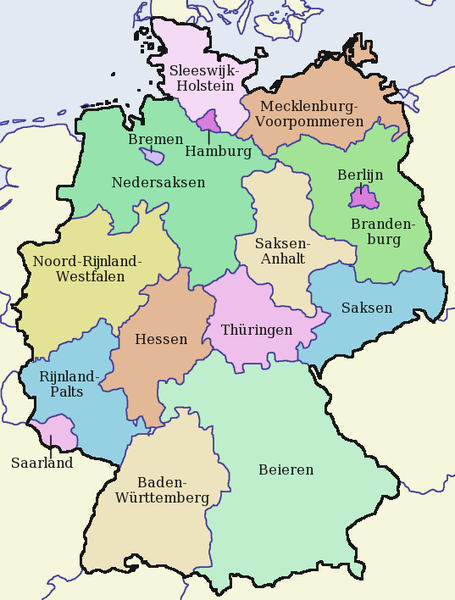 Sleeswijk-
Holstein
Mecklenburg-
Voorpommeren
Bremen
Hamburg
Nedersaksen
Berlijn
Branden-
burg
Saksen-
Anhalt
Noord-Rijnland-
Westfalen
Saksen
Thüringen
Hessen
Rijnland-
Palts
Saarland
Beieren
Baden-
Württemberg